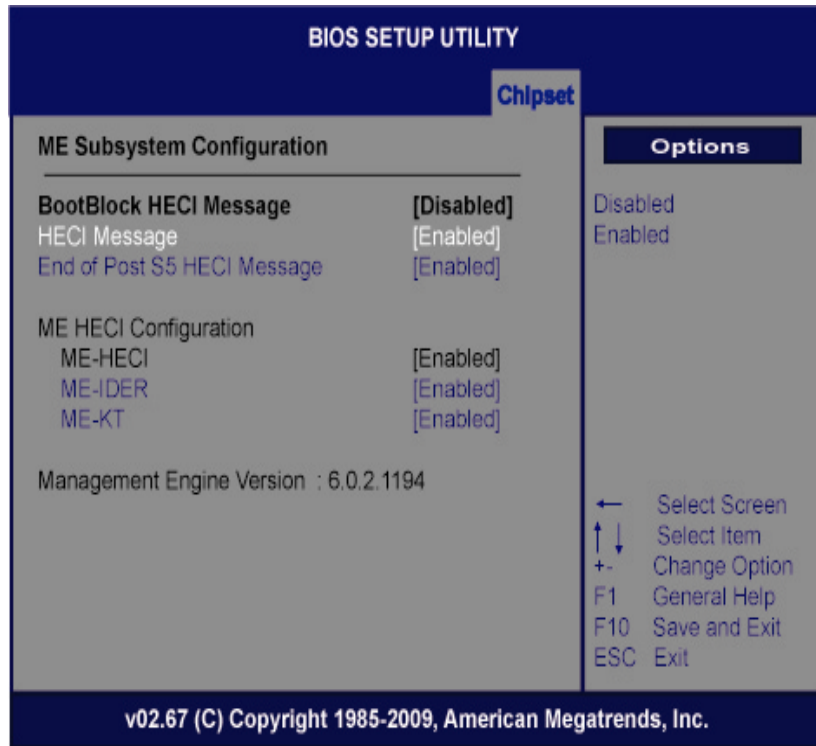 BIOS SETUP UTILITY
Chipset
ME Subsystem Configuration
BootBlock HECI Message [Disabled]
HECI Message [Enabled]
End of Post S5 HECI Message [Enabled]
ME HECI Configuration
ME-HECI [Enabled]
ME-IDER [Enabled]
ME-KT [Enabled]
Management Engine Version : 6.0.2.1194
Options
Disabled
Enabled
← Select Screen
↑↓ Select Item
+- Change Option
F1 General Help
F10 Save and Exit
ESC Exit
v02.67 (C) Copyright 1985-2009, American Megatrends, Inc.